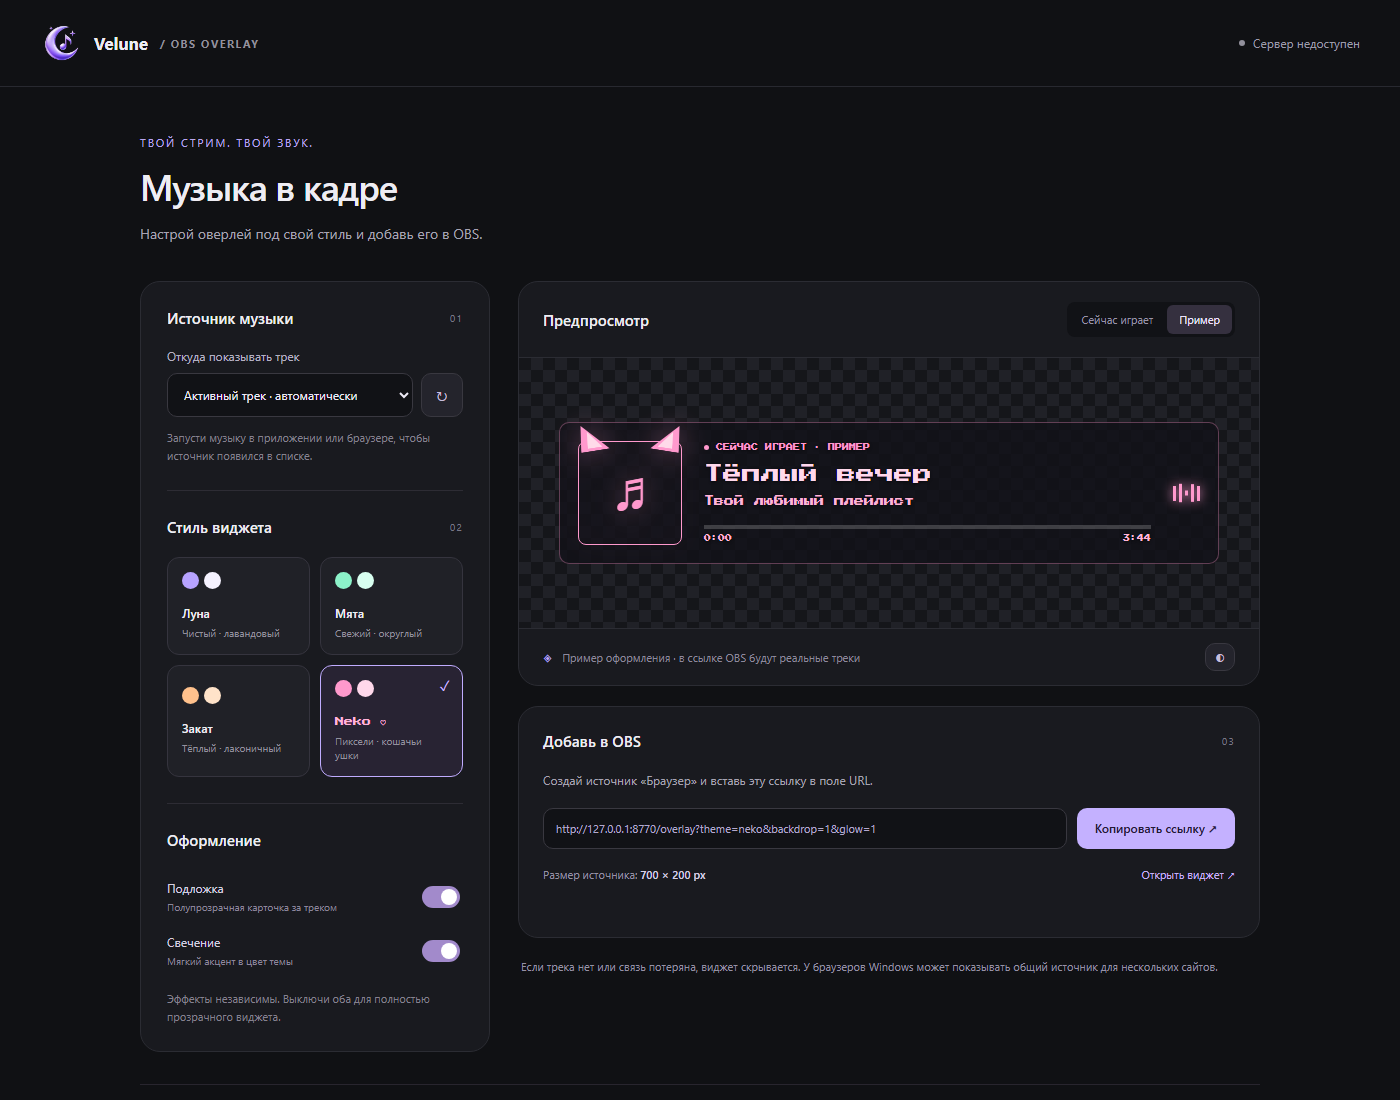 Velune / OBS OVERLAY
Сервер недоступен
ТВОЙ СТРИМ. ТВОЙ ЗВУК.
Музыка в кадре
Настрой оверлей под свой стиль и добавь его в OBS.
Источник музыки 01
Откуда показывать трек
Активный трек · автоматически
Запусти музыку в приложении или браузере, чтобы
источник появился в списке.
Стиль виджета 02
Луна
Чистый · лавандовый
Мята
Свежий · округлый
Закат
Тёплый · лаконичный
Neko ♡
Пиксели · кошачьи
ушки
Оформление
Подложка
Полупрозрачная карточка за треком
Свечение
Мягкий акцент в цвет темы
Эффекты независимы. Выключи оба для полностью
прозрачного виджета.
Предпросмотр
Сейчас играет Пример
СЕЙЧАС ИГРАЕТ · ПРИМЕР
Тёплый вечер
Твой любимый плейлист
0:00 3:44
Пример оформления · в ссылке OBS будут реальные треки
Добавь в OBS 03
Создай источник «Браузер» и вставь эту ссылку в поле URL.
http://127.0.0.1:8770/overlay?theme=neko&backdrop=1&glow=1
Копировать ссылку ↗
Размер источника: 700 × 200 px
Открыть виджет ↗
Если трека нет или связь потеряна, виджет скрывается. У браузеров Windows может показывать общий источник для нескольких сайтов.